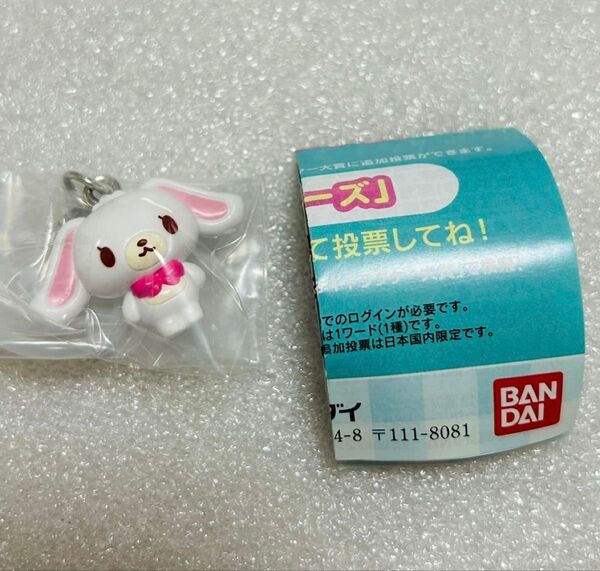 ー大賞に追加投票ができます。
ーズ」
て投票してね！
でのログインが必要です。
は1ワード(1種)です。
追加投票は日本国内限定です。
ダイ
4-8 〒111-8081
BAN
DAI